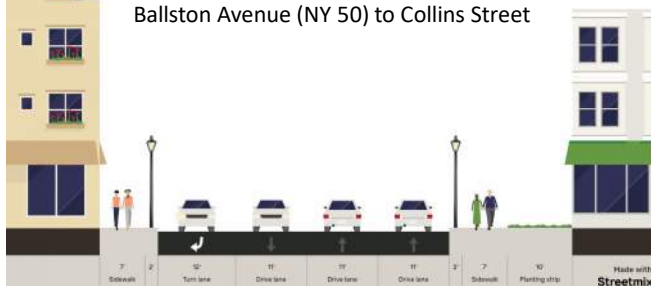 Ballston Avenue (NY 50) to Collins Street
7' 2' 12' 11' 11' 11' 2' 7' 10'
Sidewalk Turn lane Drive lane Drive lane Drive lane Sidewalk Planting strip
Made with
Streetmix